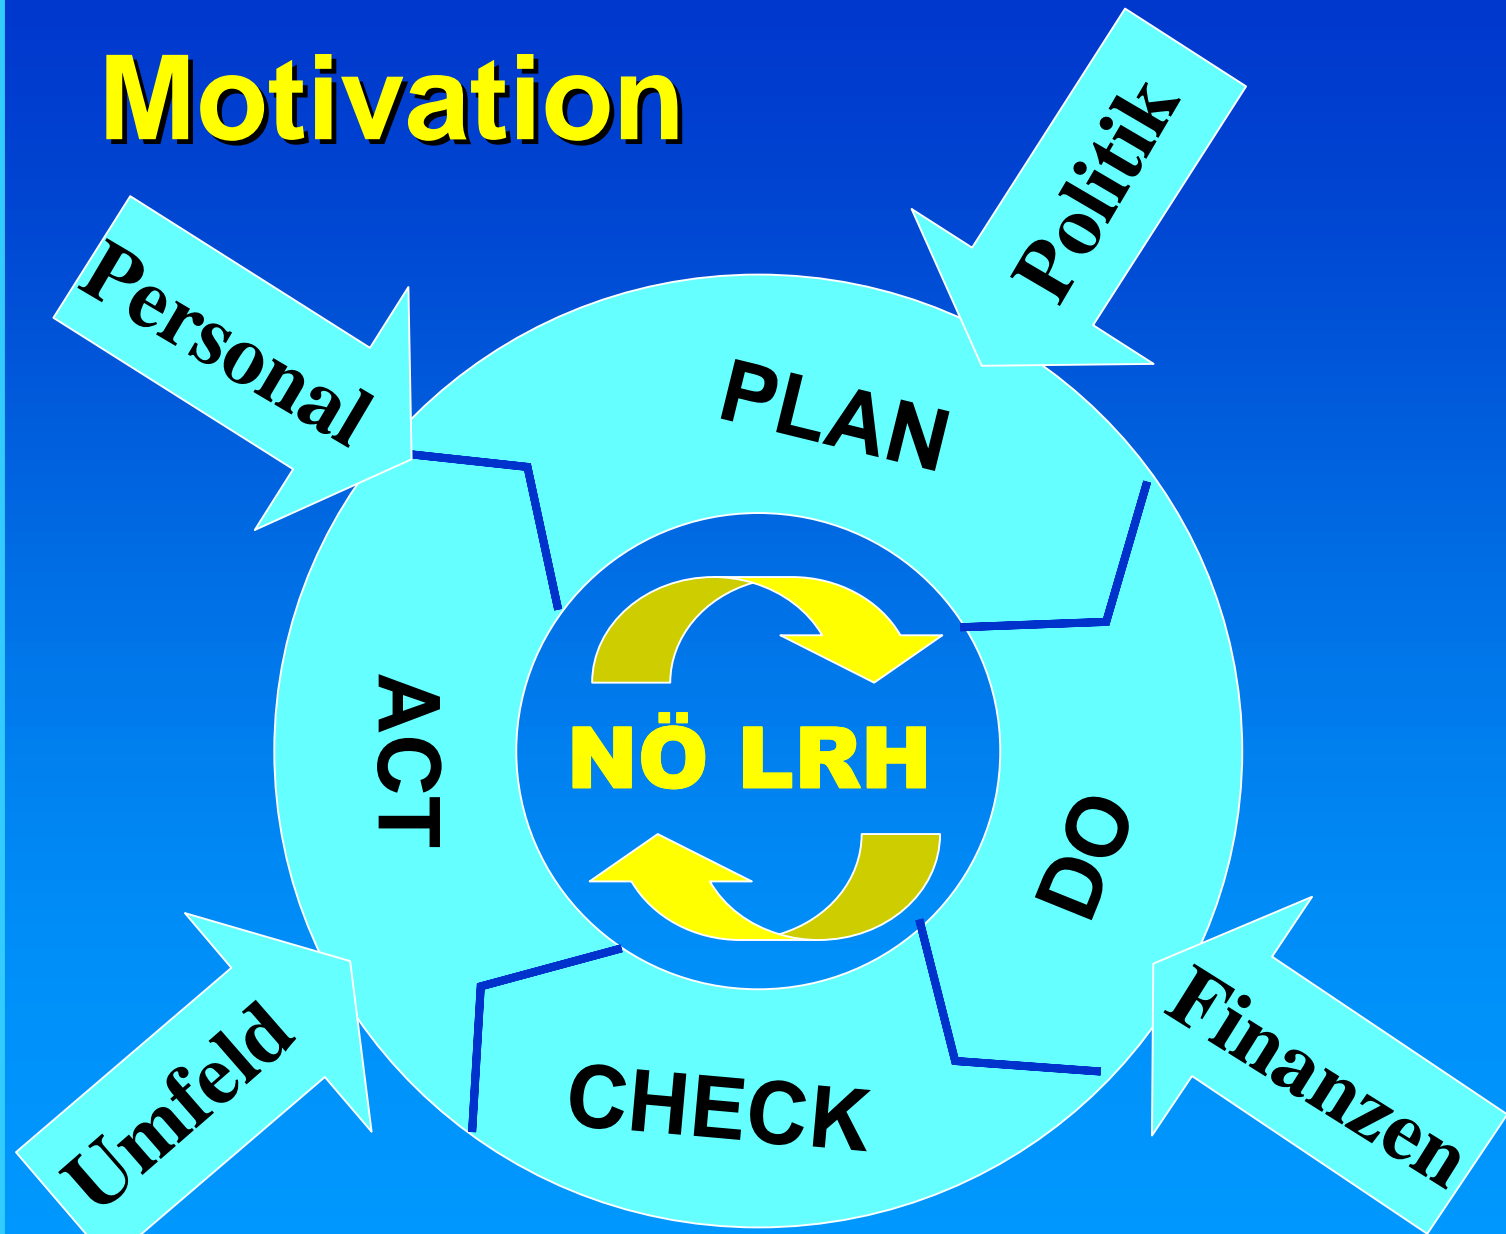 Motivation
Politik
Personal
PLAN
ACT
NÖ LRH
DO
Umfeld
CHECK
Finanzen